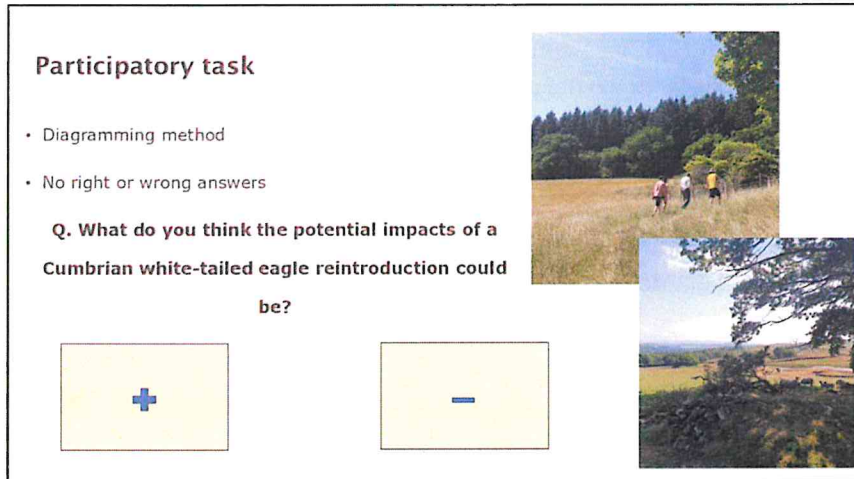 Participatory task
• Diagramming method
• No right or wrong answers
Q. What do you think the potential impacts of a
Cumbrian white-tailed eagle reintroduction could
be?
+
−